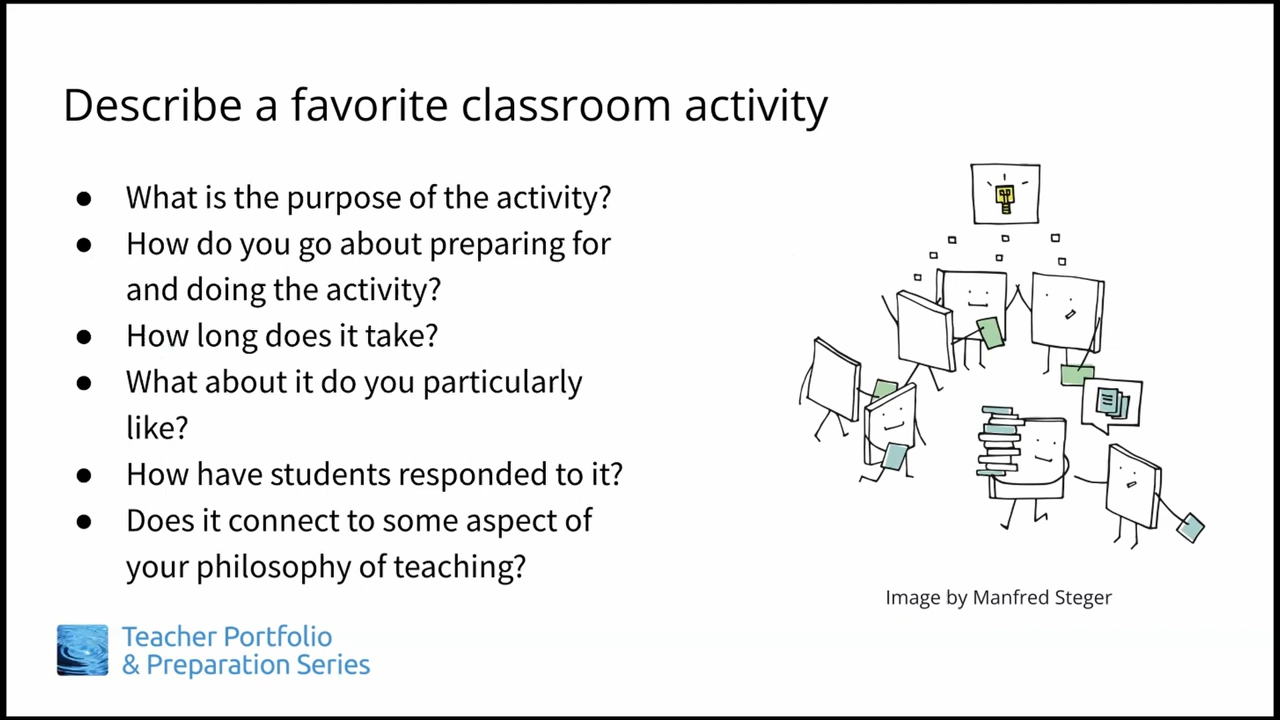 Describe a favorite classroom activity
● What is the purpose of the activity?
● How do you go about preparing for
and doing the activity?
● How long does it take?
● What about it do you particularly
like?
● How have students responded to it?
● Does it connect to some aspect of
your philosophy of teaching?
Image by Manfred Steger
Teacher Portfolio
& Preparation Series